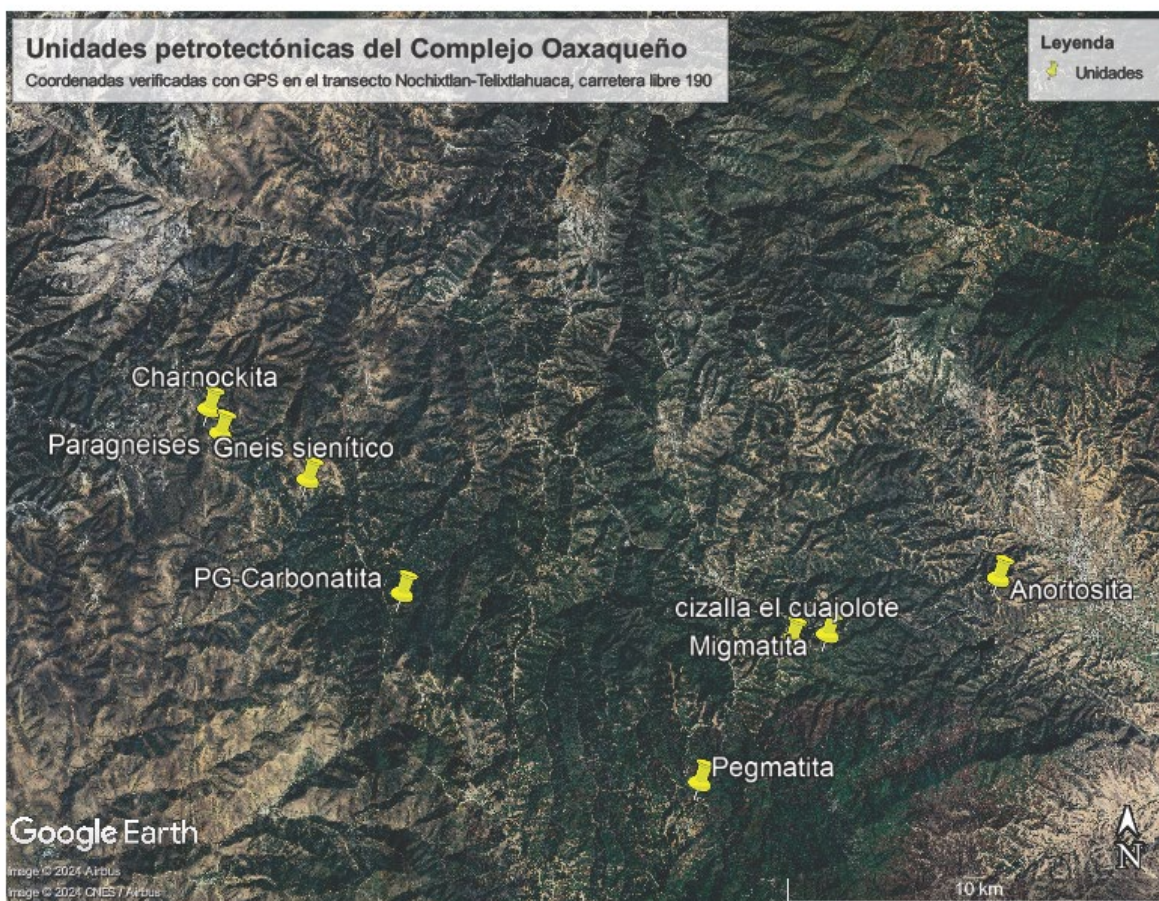 Unidades petrotectónicas del Complejo Oaxaqueño
Coordenadas verificadas con GPS en el transecto Nochixtlan-Telixtlahuaca, carretera libre 190
Leyenda
Unidades
Charnockita
Paragneises
Gneis sienítico
PG-Carbonatita
cizalla el cuajolote
Migmatita
Anortosita
Pegmatita
Google Earth
Image © 2024 Airbus
Image © 2024 CNES / Airbus
N
10 km